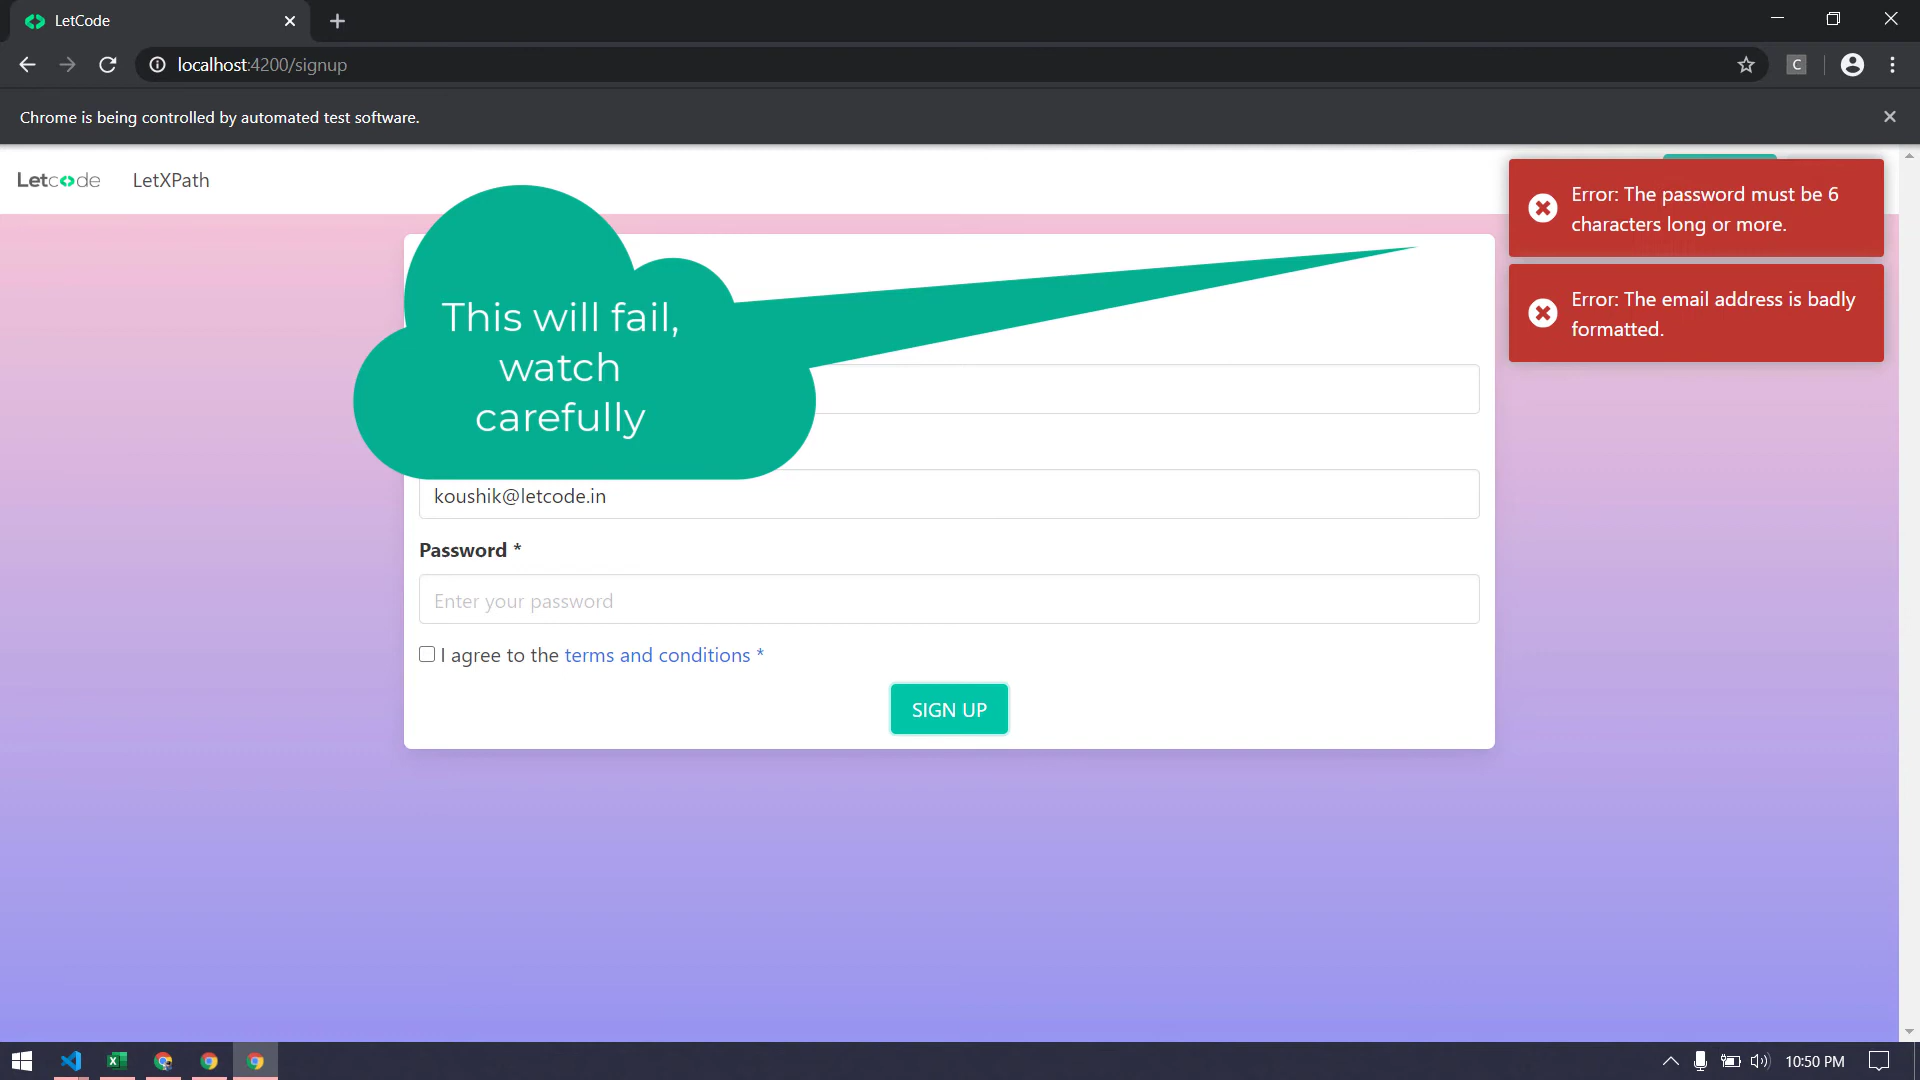 LetCode
localhost:4200/signup
C
Chrome is being controlled by automated test software.
Letcode
LetXPath
Error: The password must be 6
characters long or more.
Error: The email address is badly
formatted.
This will fail,
watch
carefully
koushik@letcode.in
Password *
Enter your password
I agree to the terms and conditions *
SIGN UP
10:50 PM